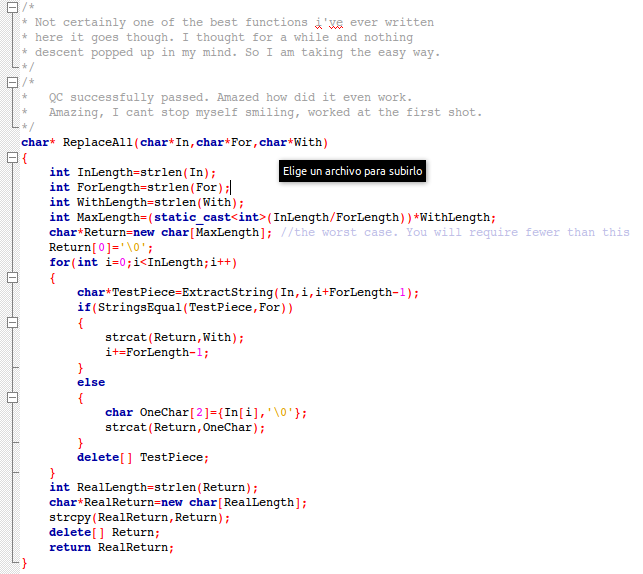 /*
* Not certainly one of the best functions i've ever written
* here it goes though. I thought for a while and nothing
* descent popped up in my mind. So I am taking the easy way.
*/
/*
*   QC successfully passed. Amazed how did it even work.
*   Amazing, I cant stop myself smiling, worked at the first shot.
*/
char* ReplaceAll(char*In,char*For,char*With)
{
    int InLength=strlen(In);
Elige un archivo para subirlo
    int ForLength=strlen(For);
    int WithLength=strlen(With);
    int MaxLength=(static_cast<int>(InLength/ForLength))*WithLength;
    char*Return=new char[MaxLength]; //the worst case. You will require fewer than this
    Return[0]='\0';
    for(int i=0;i<InLength;i++)
    {
        char*TestPiece=ExtractString(In,i,i+ForLength-1);
        if(StringsEqual(TestPiece,For))
        {
            strcat(Return,With);
            i+=ForLength-1;
        }
        else
        {
            char OneChar[2]={In[i],'\0'};
            strcat(Return,OneChar);
        }
        delete[] TestPiece;
    }
    int RealLength=strlen(Return);
    char*RealReturn=new char[RealLength];
    strcpy(RealReturn,Return);
    delete[] Return;
    return RealReturn;
}